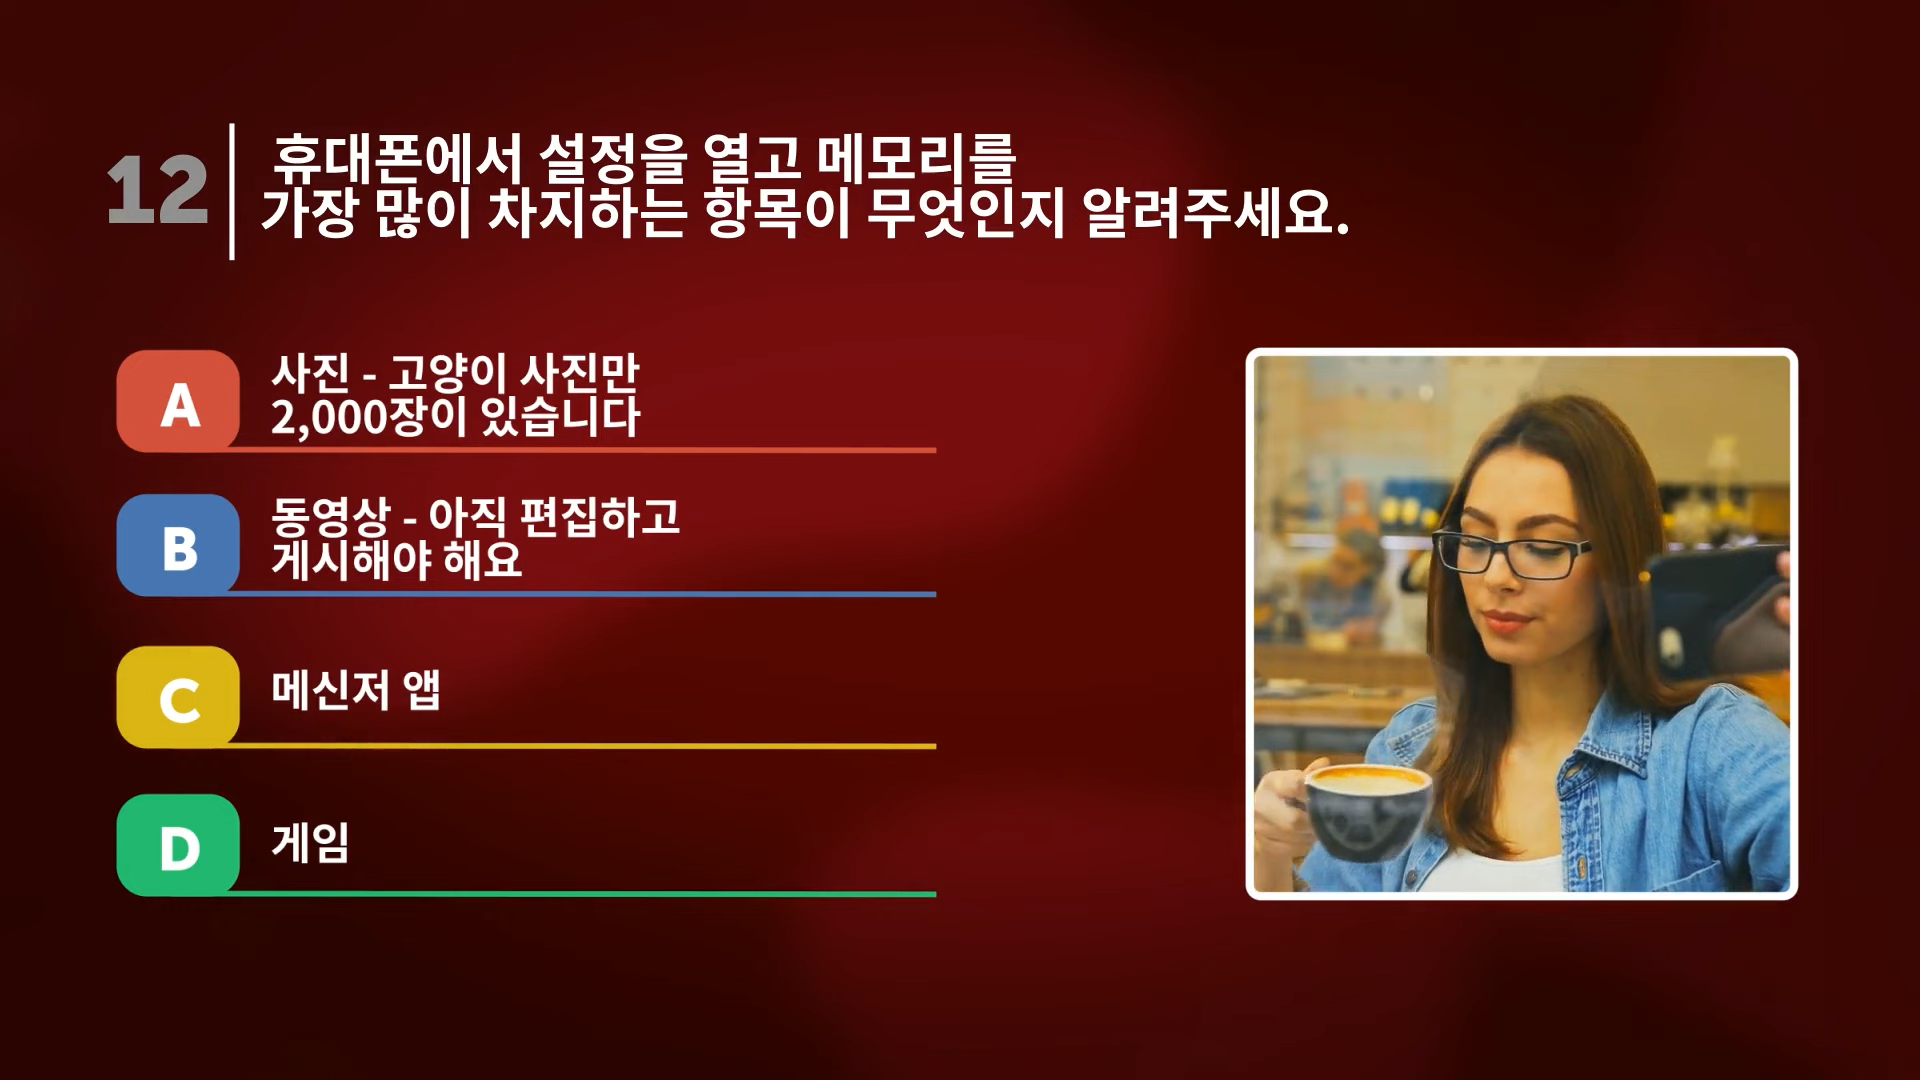 12
휴대폰에서 설정을 열고 메모리를
가장 많이 차지하는 항목이 무엇인지 알려주세요.
A
사진 - 고양이 사진만
2,000장이 있습니다
B
동영상 - 아직 편집하고
게시해야 해요
C
메신저 앱
D
게임